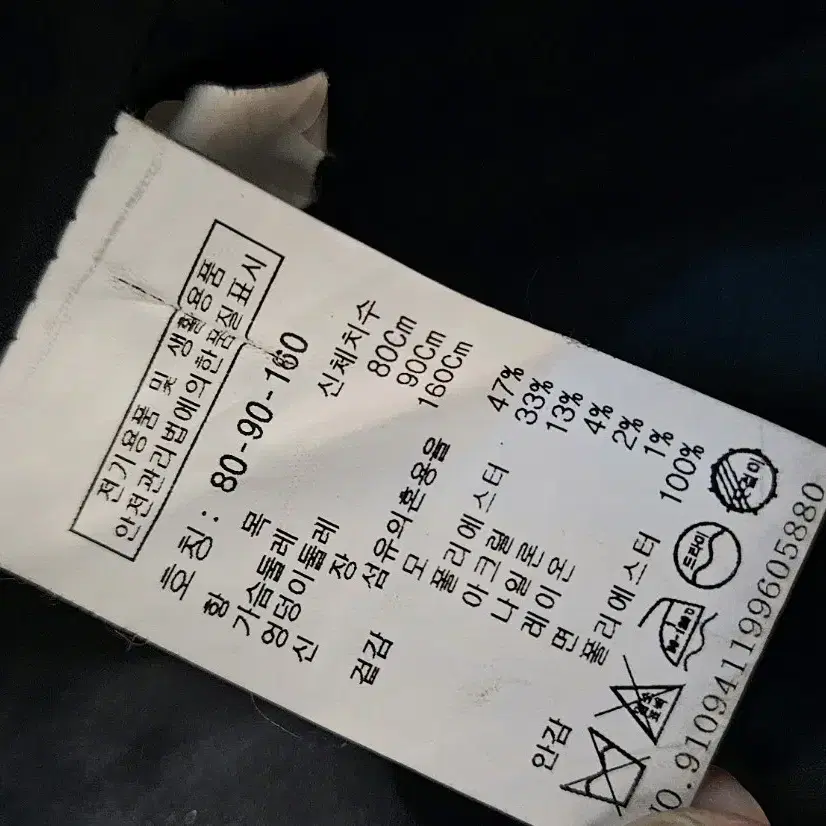 전기용품 및 생활용품
안전관리법에의한품질표시
호칭: 80-90-160
항 목 신체치수
가슴둘레 80Cm
엉덩이둘레 90Cm
신 장 160Cm
섬유의혼용율
겉감 모 47%
폴리에스터 33%
아크릴 13%
나일론 4%
레이온 2%
면 1%
안감 폴리에스터 100%
드라이
NO.9109411199605880